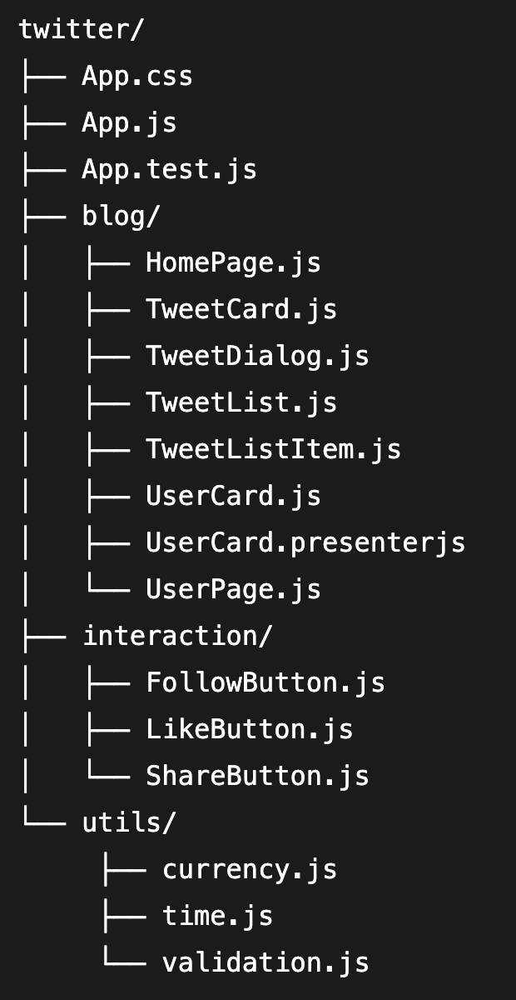 twitter/
├── App.css
├── App.js
├── App.test.js
├── blog/
│   ├── HomePage.js
│   ├── TweetCard.js
│   ├── TweetDialog.js
│   ├── TweetList.js
│   ├── TweetListItem.js
│   ├── UserCard.js
│   ├── UserCard.presenterjs
│   └── UserPage.js
├── interaction/
│   ├── FollowButton.js
│   ├── LikeButton.js
│   └── ShareButton.js
└── utils/
     ├── currency.js
     ├── time.js
     └── validation.js